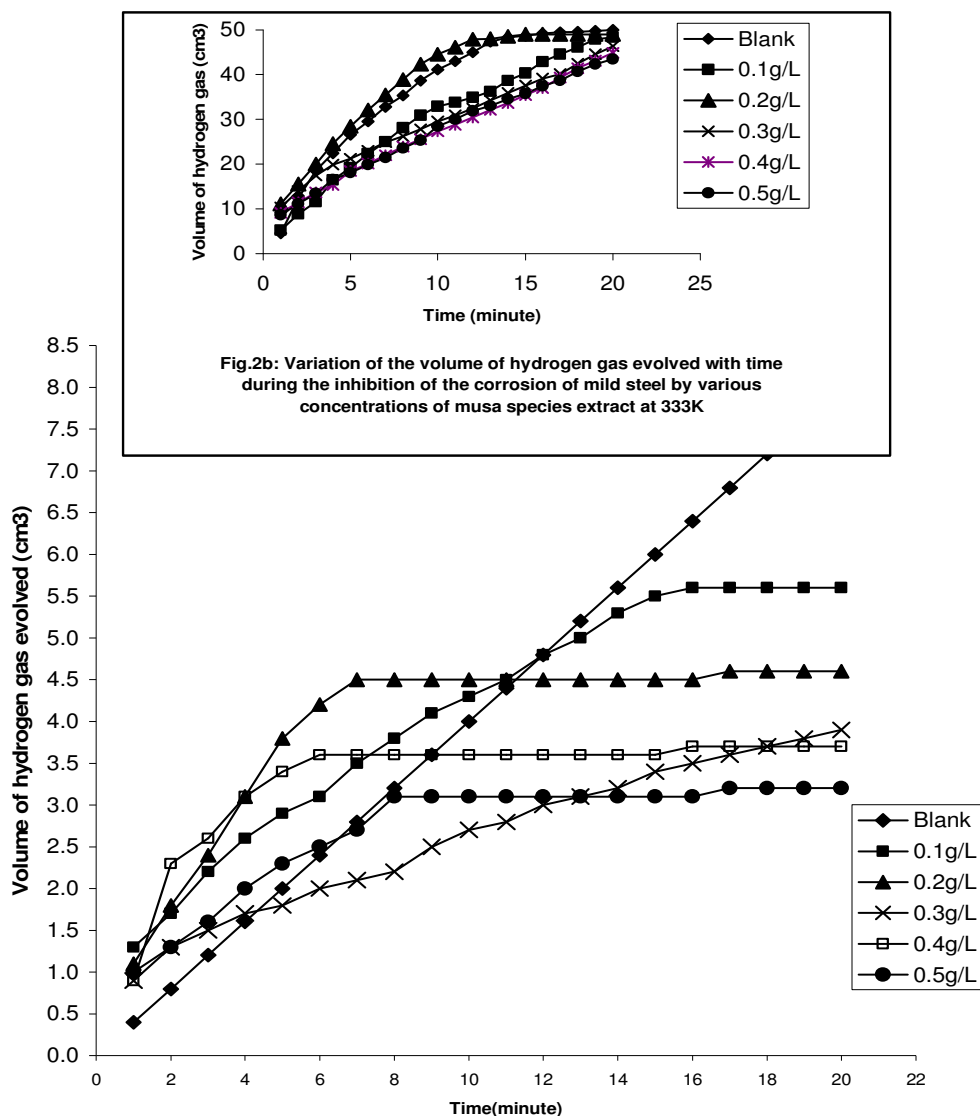 50
40
30
20
10
0
Volume of hydrogen gas (cm3)
0 5 10 15 20 25
Time (minute)
Blank
0.1g/L
0.2g/L
0.3g/L
0.4g/L
0.5g/L
Fig.2b: Variation of the volume of hydrogen gas evolved with time
during the inhibition of the corrosion of mild steel by various
concentrations of musa species extract at 333K
8.5
8.0
7.5
7.0
6.5
6.0
5.5
5.0
4.5
4.0
3.5
3.0
2.5
2.0
1.5
1.0
0.5
0.0
Volume of hydrogen gas evolved (cm3)
0 2 4 6 8 10 12 14 16 18 20 22
Time(minute)
Blank
0.1g/L
0.2g/L
0.3g/L
0.4g/L
0.5g/L